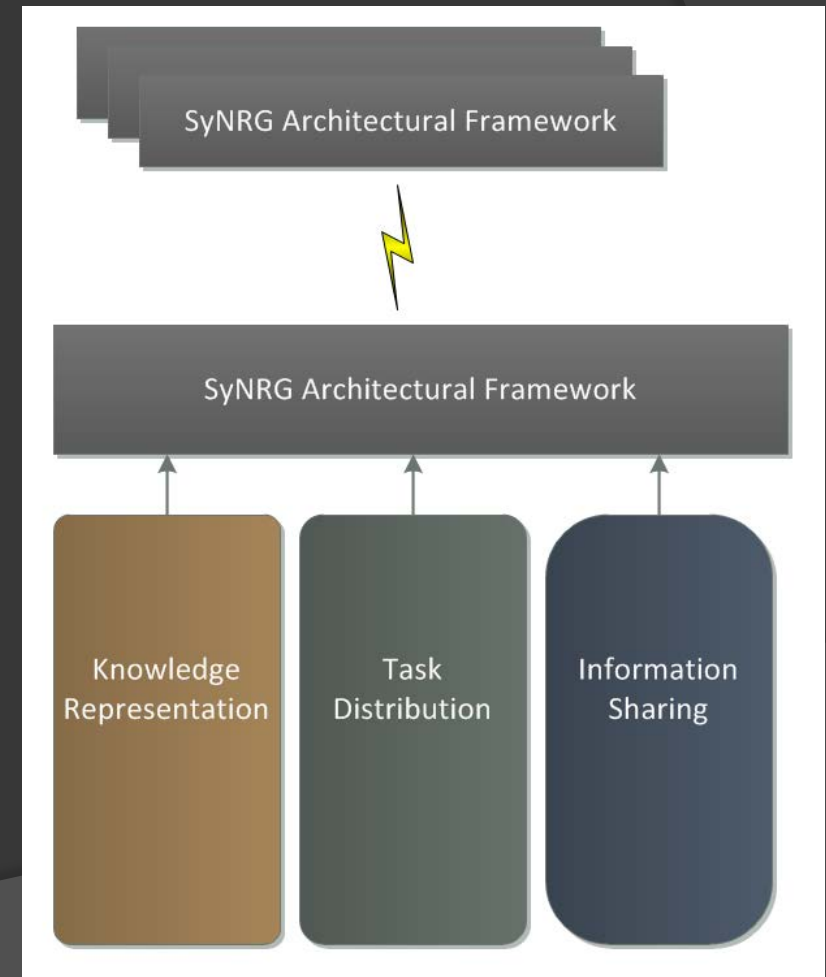 SyNRG Architectural Framework
SyNRG Architectural Framework
Knowledge
Representation
Task
Distribution
Information
Sharing